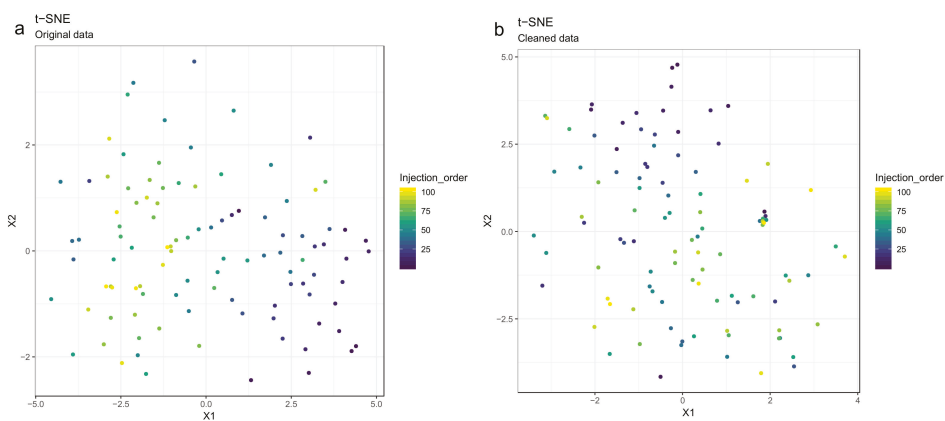 a
t−SNE
Original data
2
0
−2
X2
−5.0 −2.5 0.0 2.5 5.0
X1
Injection_order
100
75
50
25
b
t−SNE
Cleaned data
5.0
2.5
0.0
−2.5
X2
−2 0 2 4
X1
Injection_order
100
75
50
25